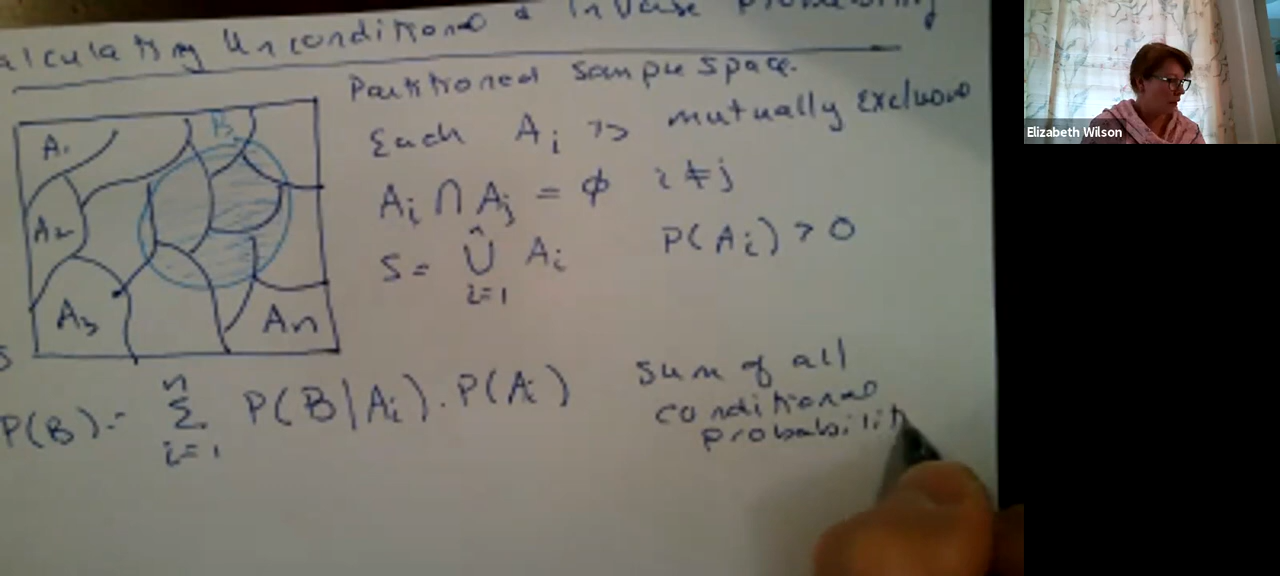 alculating Unconditional & Inverse probability
Partitioned Sample space.
Each Ai is mutually Exclusive
Ai ∩ Aj = ϕ i ≠ j
S = n ∪ i=1 Ai P(Ai) > 0
A1
B
A2
A3
An
S
P(B) = n Σ i=1 P(B|Ai) . P(Ai)
Sum of all
conditional
probabilit
Elizabeth Wilson